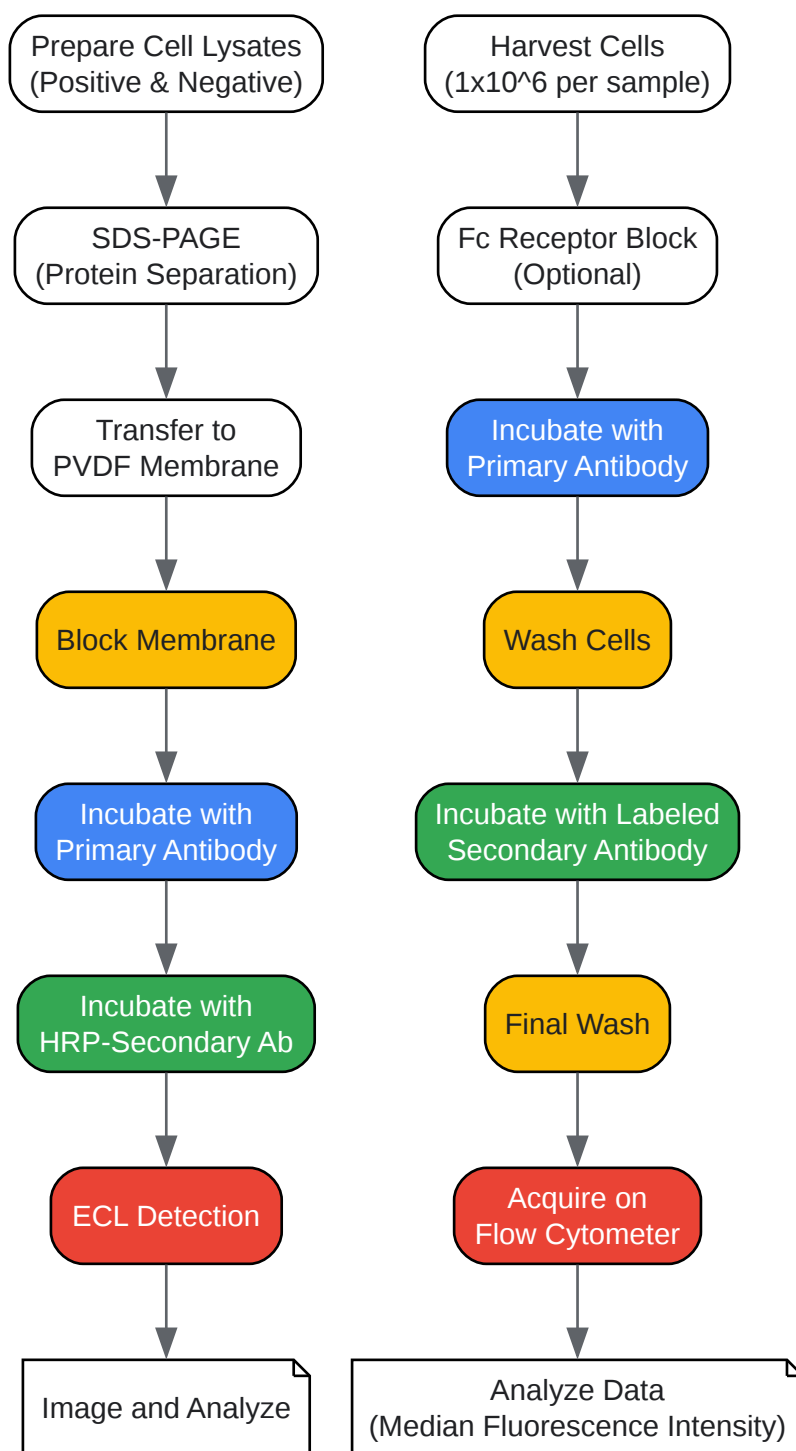 Prepare Cell Lysates
(Positive & Negative)
SDS-PAGE
(Protein Separation)
Transfer to
PVDF Membrane
Block Membrane
Incubate with
Primary Antibody
Incubate with
HRP-Secondary Ab
ECL Detection
Image and Analyze
Harvest Cells
(1x10^6 per sample)
Fc Receptor Block
(Optional)
Incubate with
Primary Antibody
Wash Cells
Incubate with Labeled
Secondary Antibody
Final Wash
Acquire on
Flow Cytometer
Analyze Data
(Median Fluorescence Intensity)